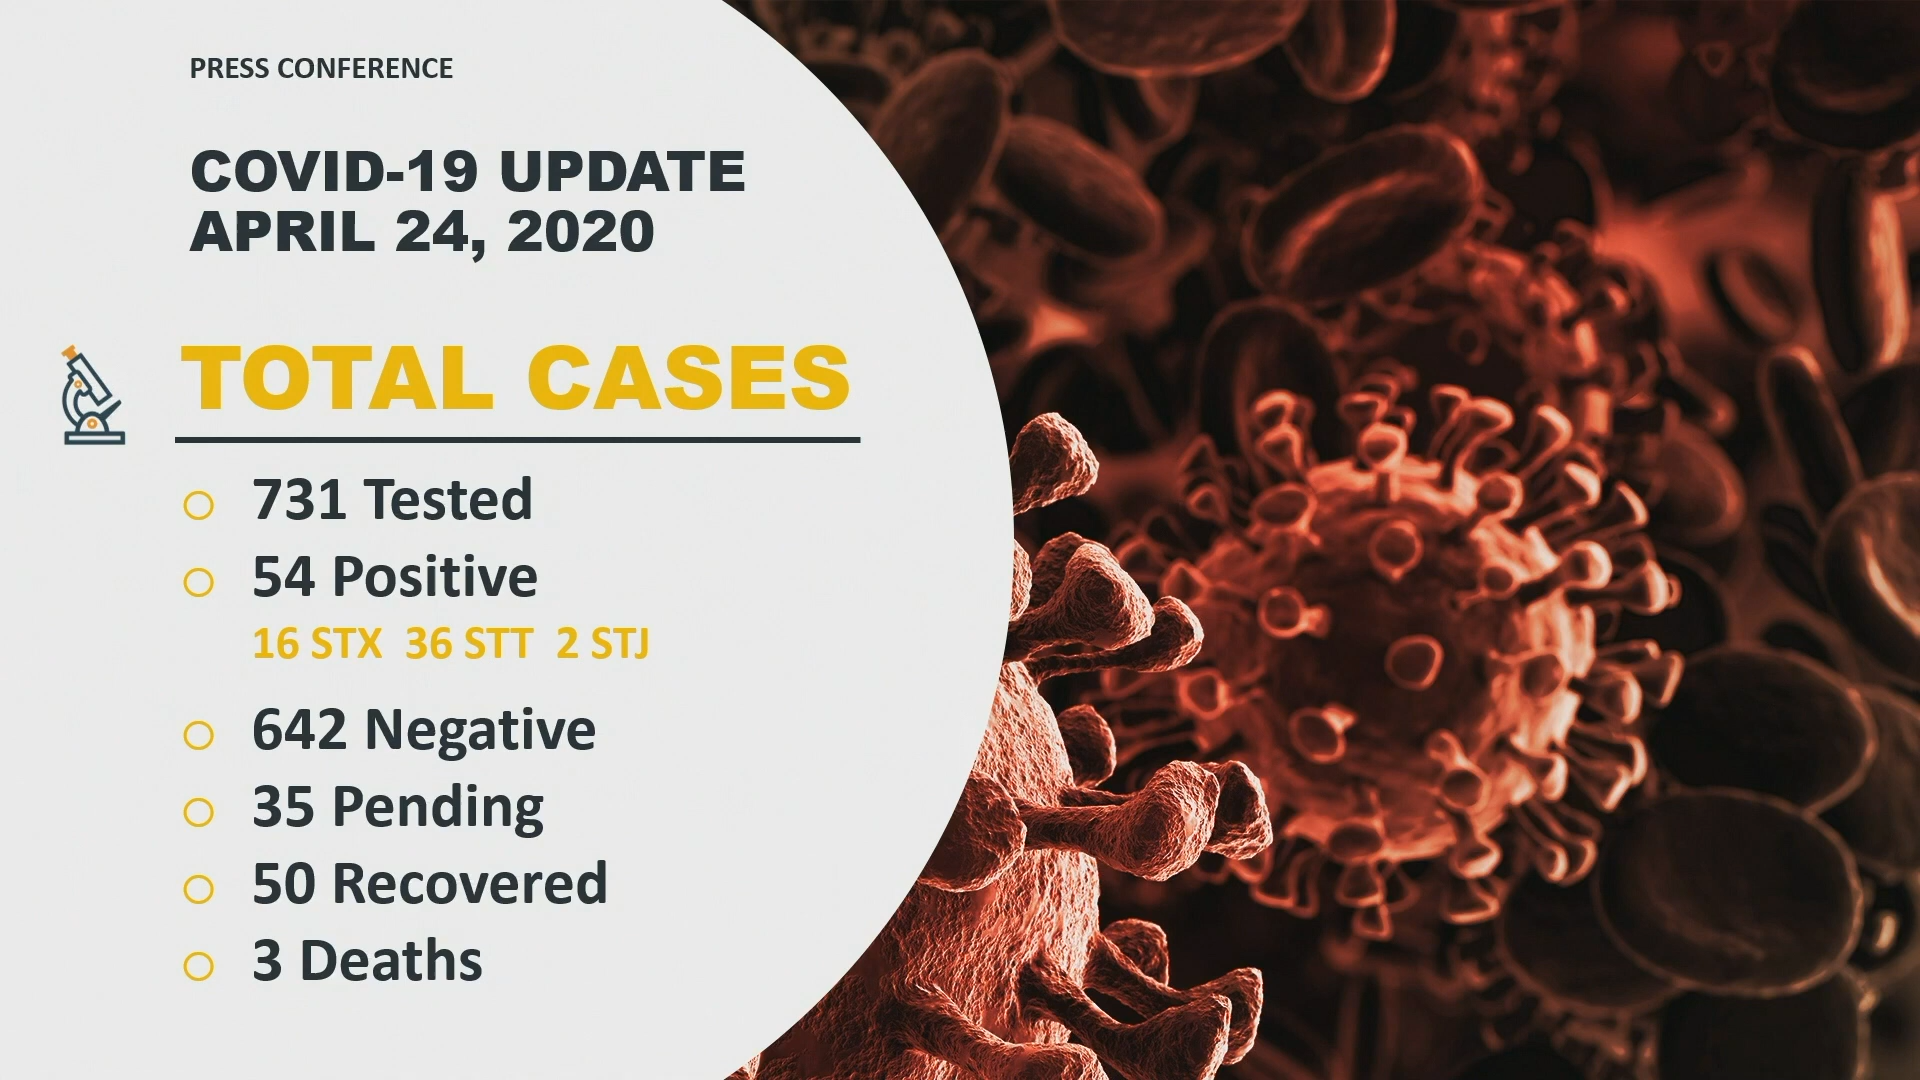 PRESS CONFERENCE
COVID-19 UPDATE
APRIL 24, 2020
TOTAL CASES
731 Tested
54 Positive
16 STX 36 STT 2 STJ
642 Negative
35 Pending
50 Recovered
3 Deaths